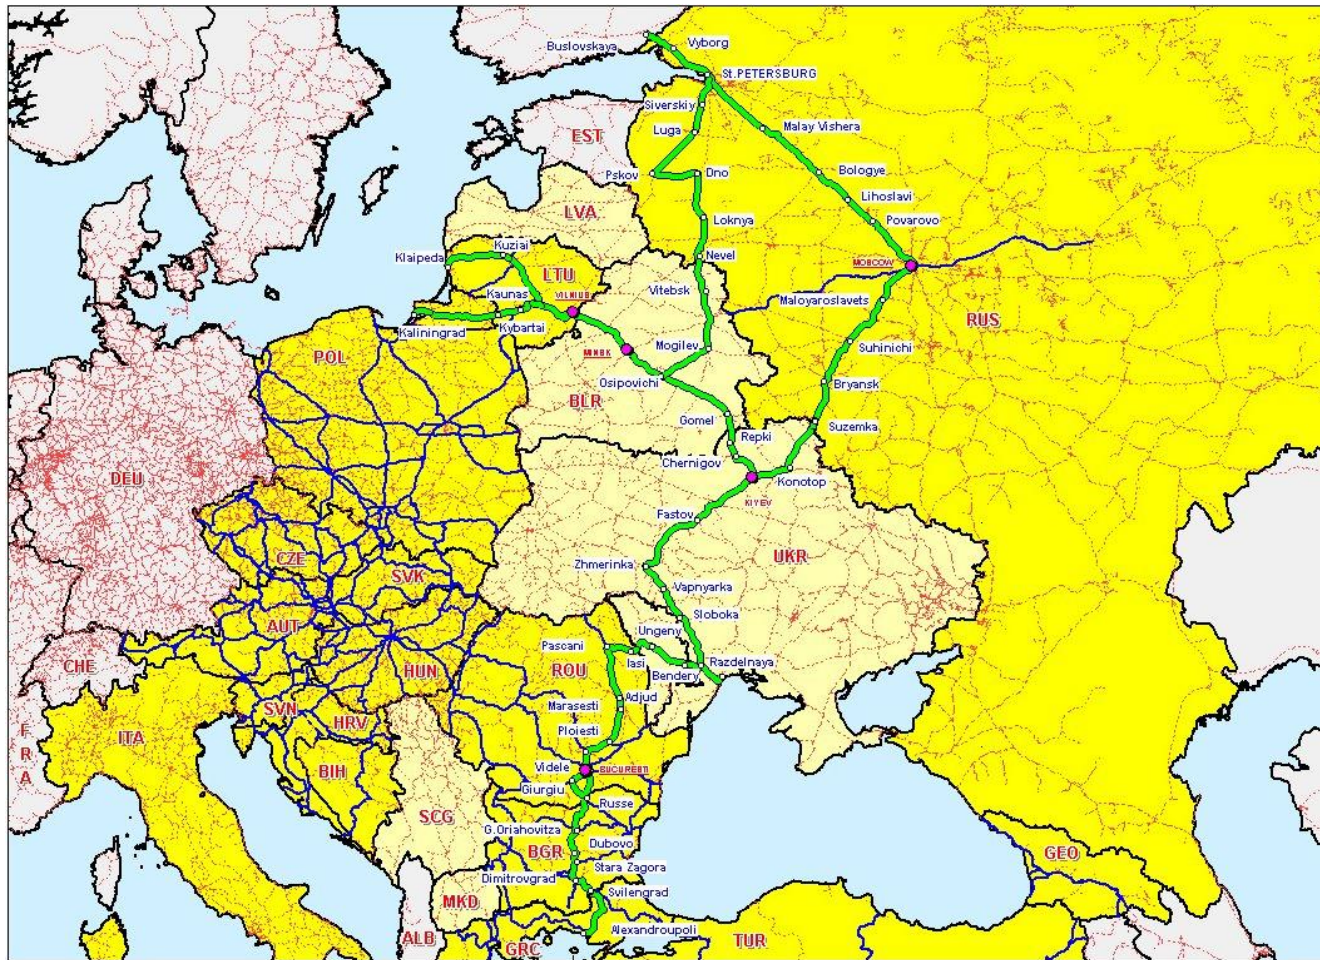 Buslovskaya
Vyborg
St.PETERSBURG
Siverskiy
EST
Luga
Malay Vishera
Pskov
Dno
Bologye
Lihoslavi
LVA
Loknya
Povarovo
Kuziai
Klaipeda
Nevel
MOSCOW
LTU
Kaunas
VILNIUS
Vitebsk
Maloyaroslavets
RUS
Kaliningrad
Kybartai
POL
MINSK
Mogilev
Suhinichi
Osipovichi
Bryansk
BLR
Gomel
Suzemka
Repki
Chernigov
DEU
Konotop
KIYEV
Fastov
CZE
UKR
Zhmerinka
SVK
Vapnyarka
AUT
Sloboka
Ungeny
Pascani
CHE
HUN
Iasi
Razdelnaya
ROU
Bendery
Adjud
SVN
Marasesti
HRV
FRA
ITA
Ploiesti
BIH
Videle
BUCURESTI
Giurgiu
Russe
SCG
G.Oriahovitza
Dubovo
BGR
GEO
Stara Zagora
Dimitrovgrad
Svilengrad
MKD
Alexandroupoli
ALB
GRC
TUR